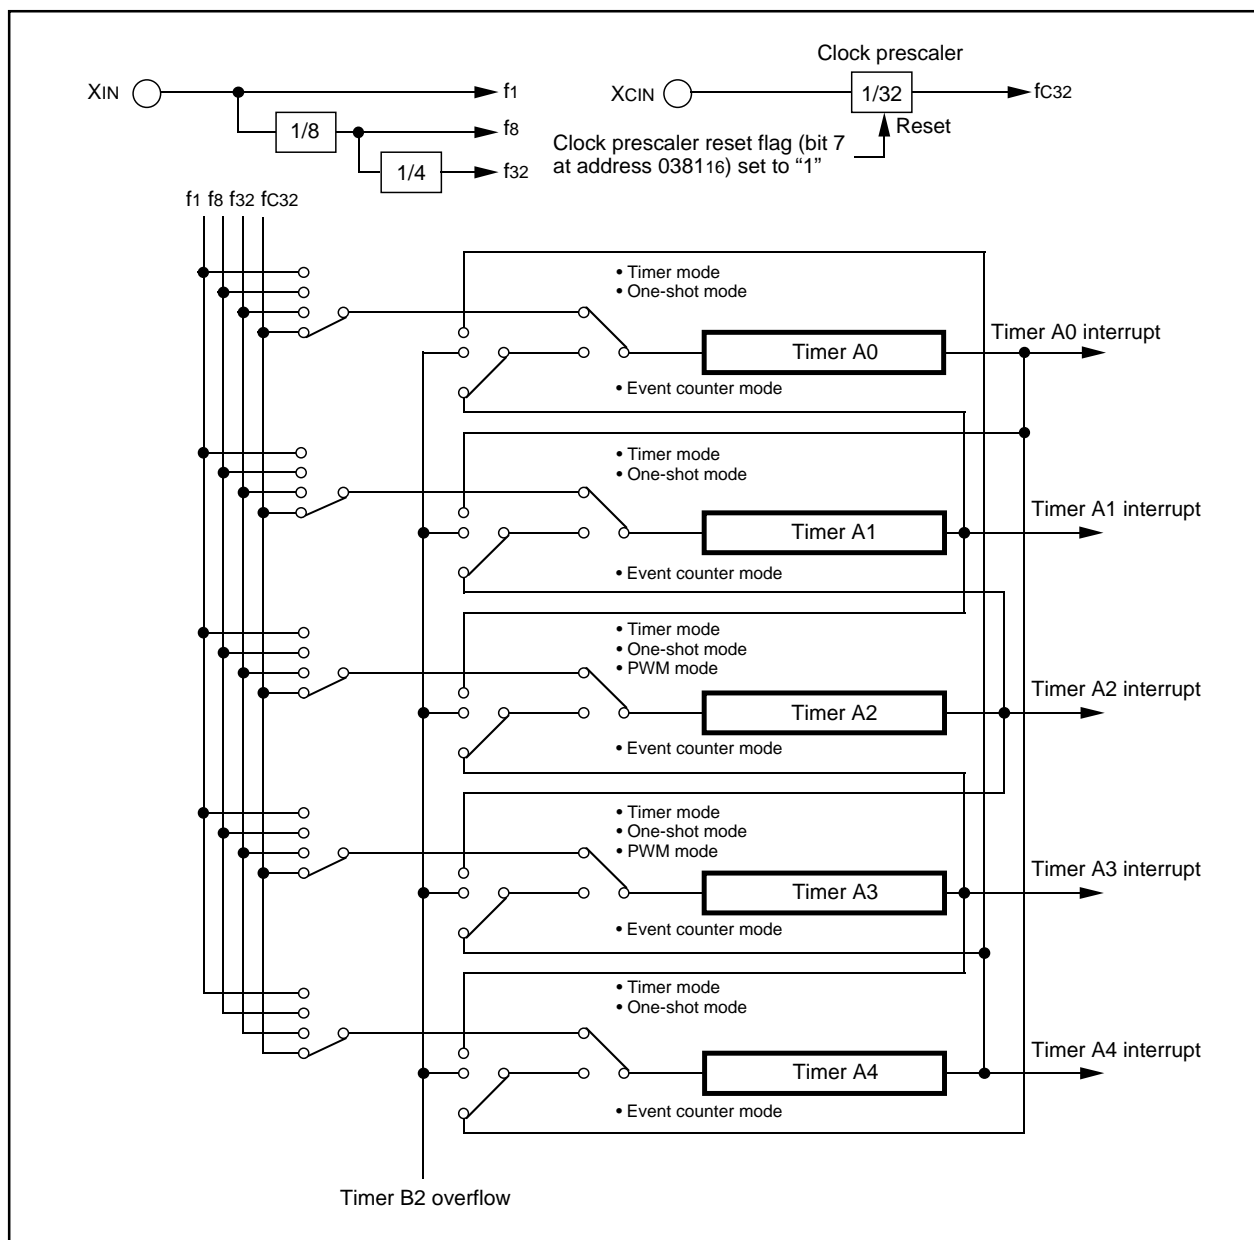 Clock prescaler
XIN
f1
XCIN
1/32
fC32
1/8
f8
Reset
Clock prescaler reset flag (bit 7
at address 038116) set to “1”
1/4
f32
f1 f8 f32 fC32
• Timer mode
• One-shot mode
Timer A0
Timer A0 interrupt
• Event counter mode
• Timer mode
• One-shot mode
Timer A1
Timer A1 interrupt
• Event counter mode
• Timer mode
• One-shot mode
• PWM mode
Timer A2
Timer A2 interrupt
• Event counter mode
• Timer mode
• One-shot mode
• PWM mode
Timer A3
Timer A3 interrupt
• Event counter mode
• Timer mode
• One-shot mode
Timer A4
Timer A4 interrupt
• Event counter mode
Timer B2 overflow